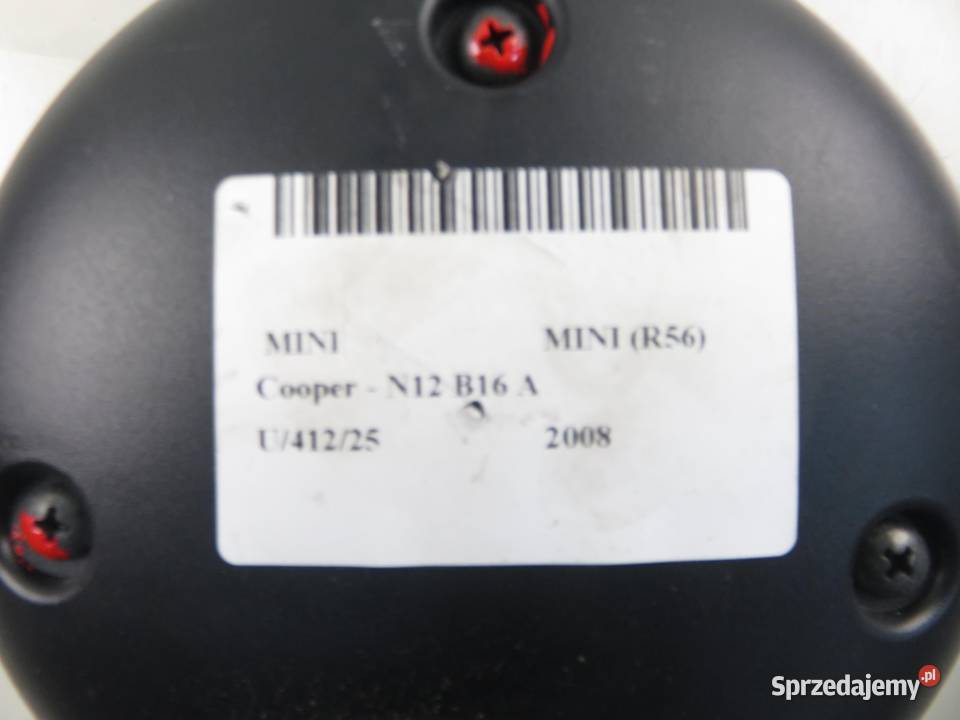 MINI MINI (R56)
Cooper - N12 B16 A
U/412/25 2008
Sprzedajemy.pl